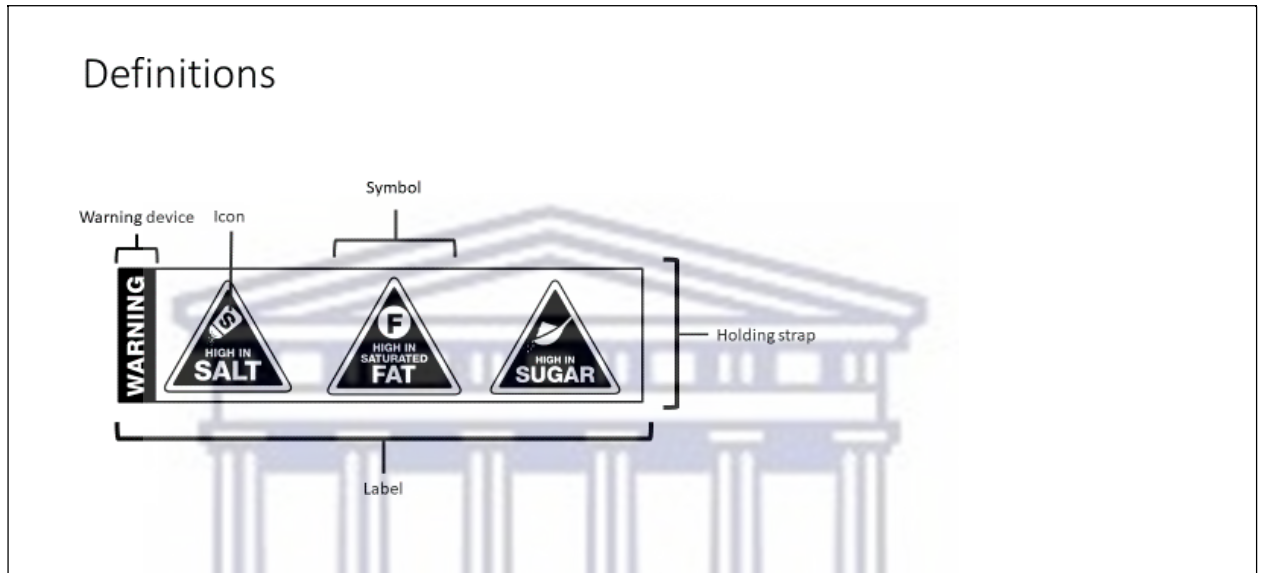 Definitions
Symbol
Warning device
Icon
WARNING
S
HIGH IN
SALT
F
HIGH IN
SATURATED
FAT
HIGH IN
SUGAR
Holding strap
Label